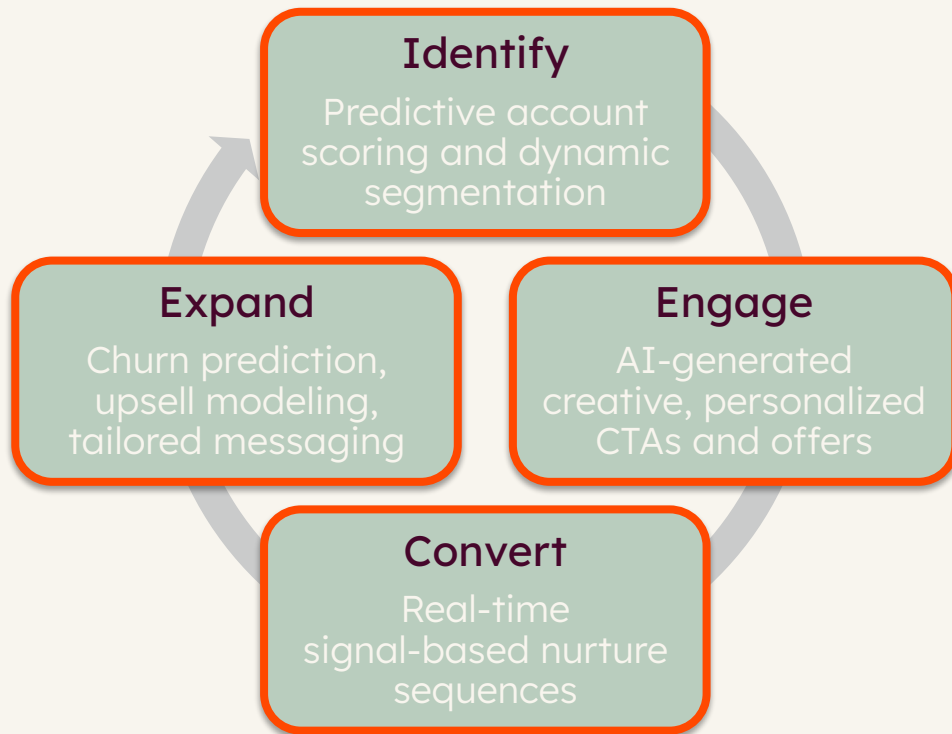 Identify
Predictive account
scoring and dynamic
segmentation
Expand
Churn prediction,
upsell modeling,
tailored messaging
Engage
AI-generated
creative, personalized
CTAs and offers
Convert
Real-time
signal-based nurture
sequences